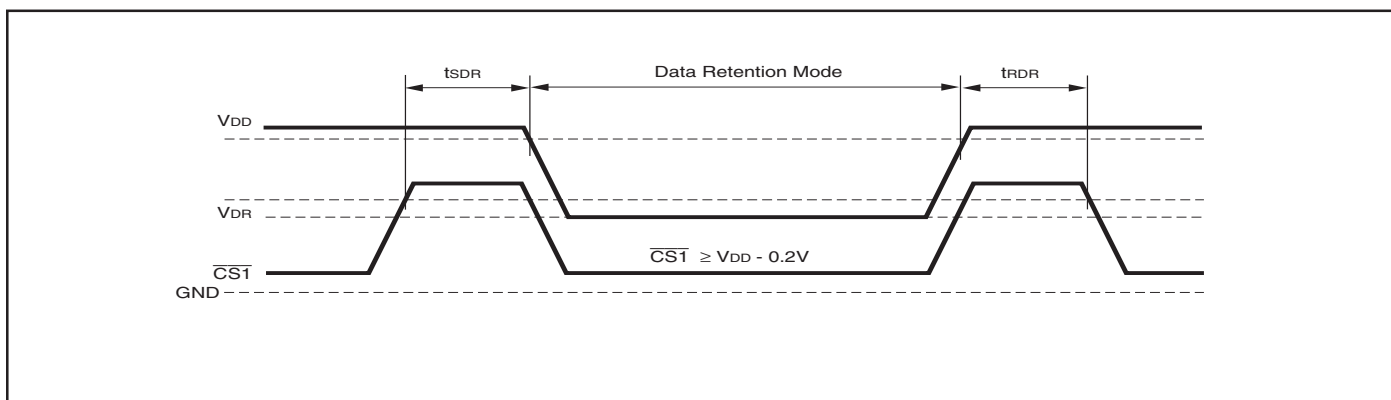 tSDR Data Retention Mode tRDR
VDD
VDR
CS1 ≥ VDD - 0.2V
CS1
GND